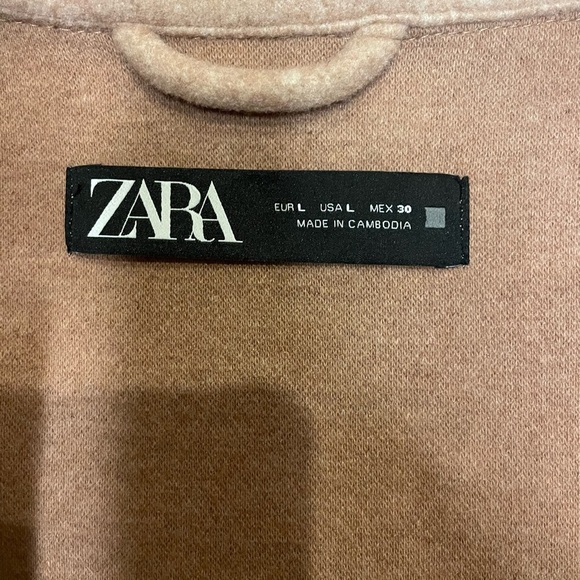 ZARA
EUR L USA L MEX 30
MADE IN CAMBODIA